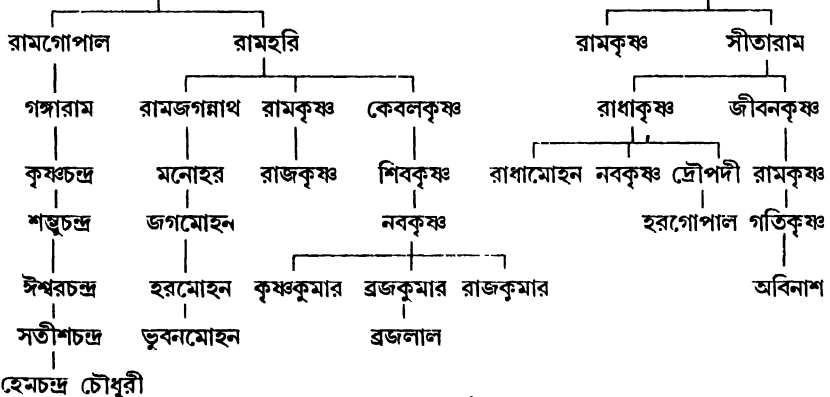 রামগোপাল রামহরি রামকৃষ্ণ সীতারাম
গঙ্গারাম রামজগন্নাথ রামকৃষ্ণ কেবলকৃষ্ণ রাধাকৃষ্ণ জীবনকৃষ্ণ
কৃষ্ণচন্দ্র মনোহর রাজকৃষ্ণ শিবকৃষ্ণ রাধামোহন নবকৃষ্ণ দ্রৌপদী রামকৃষ্ণ
শম্ভুচন্দ্র জগমোহন নবকৃষ্ণ হরগোপাল গতিকৃষ্ণ
ঈশ্বরচন্দ্র হরমোহন কৃষ্ণকুমার ব্রজকুমার রাজকুমার অবিনাশ
সতীশচন্দ্র ভুবনমোহন ব্রজলাল
হেমচন্দ্র চৌধুরী